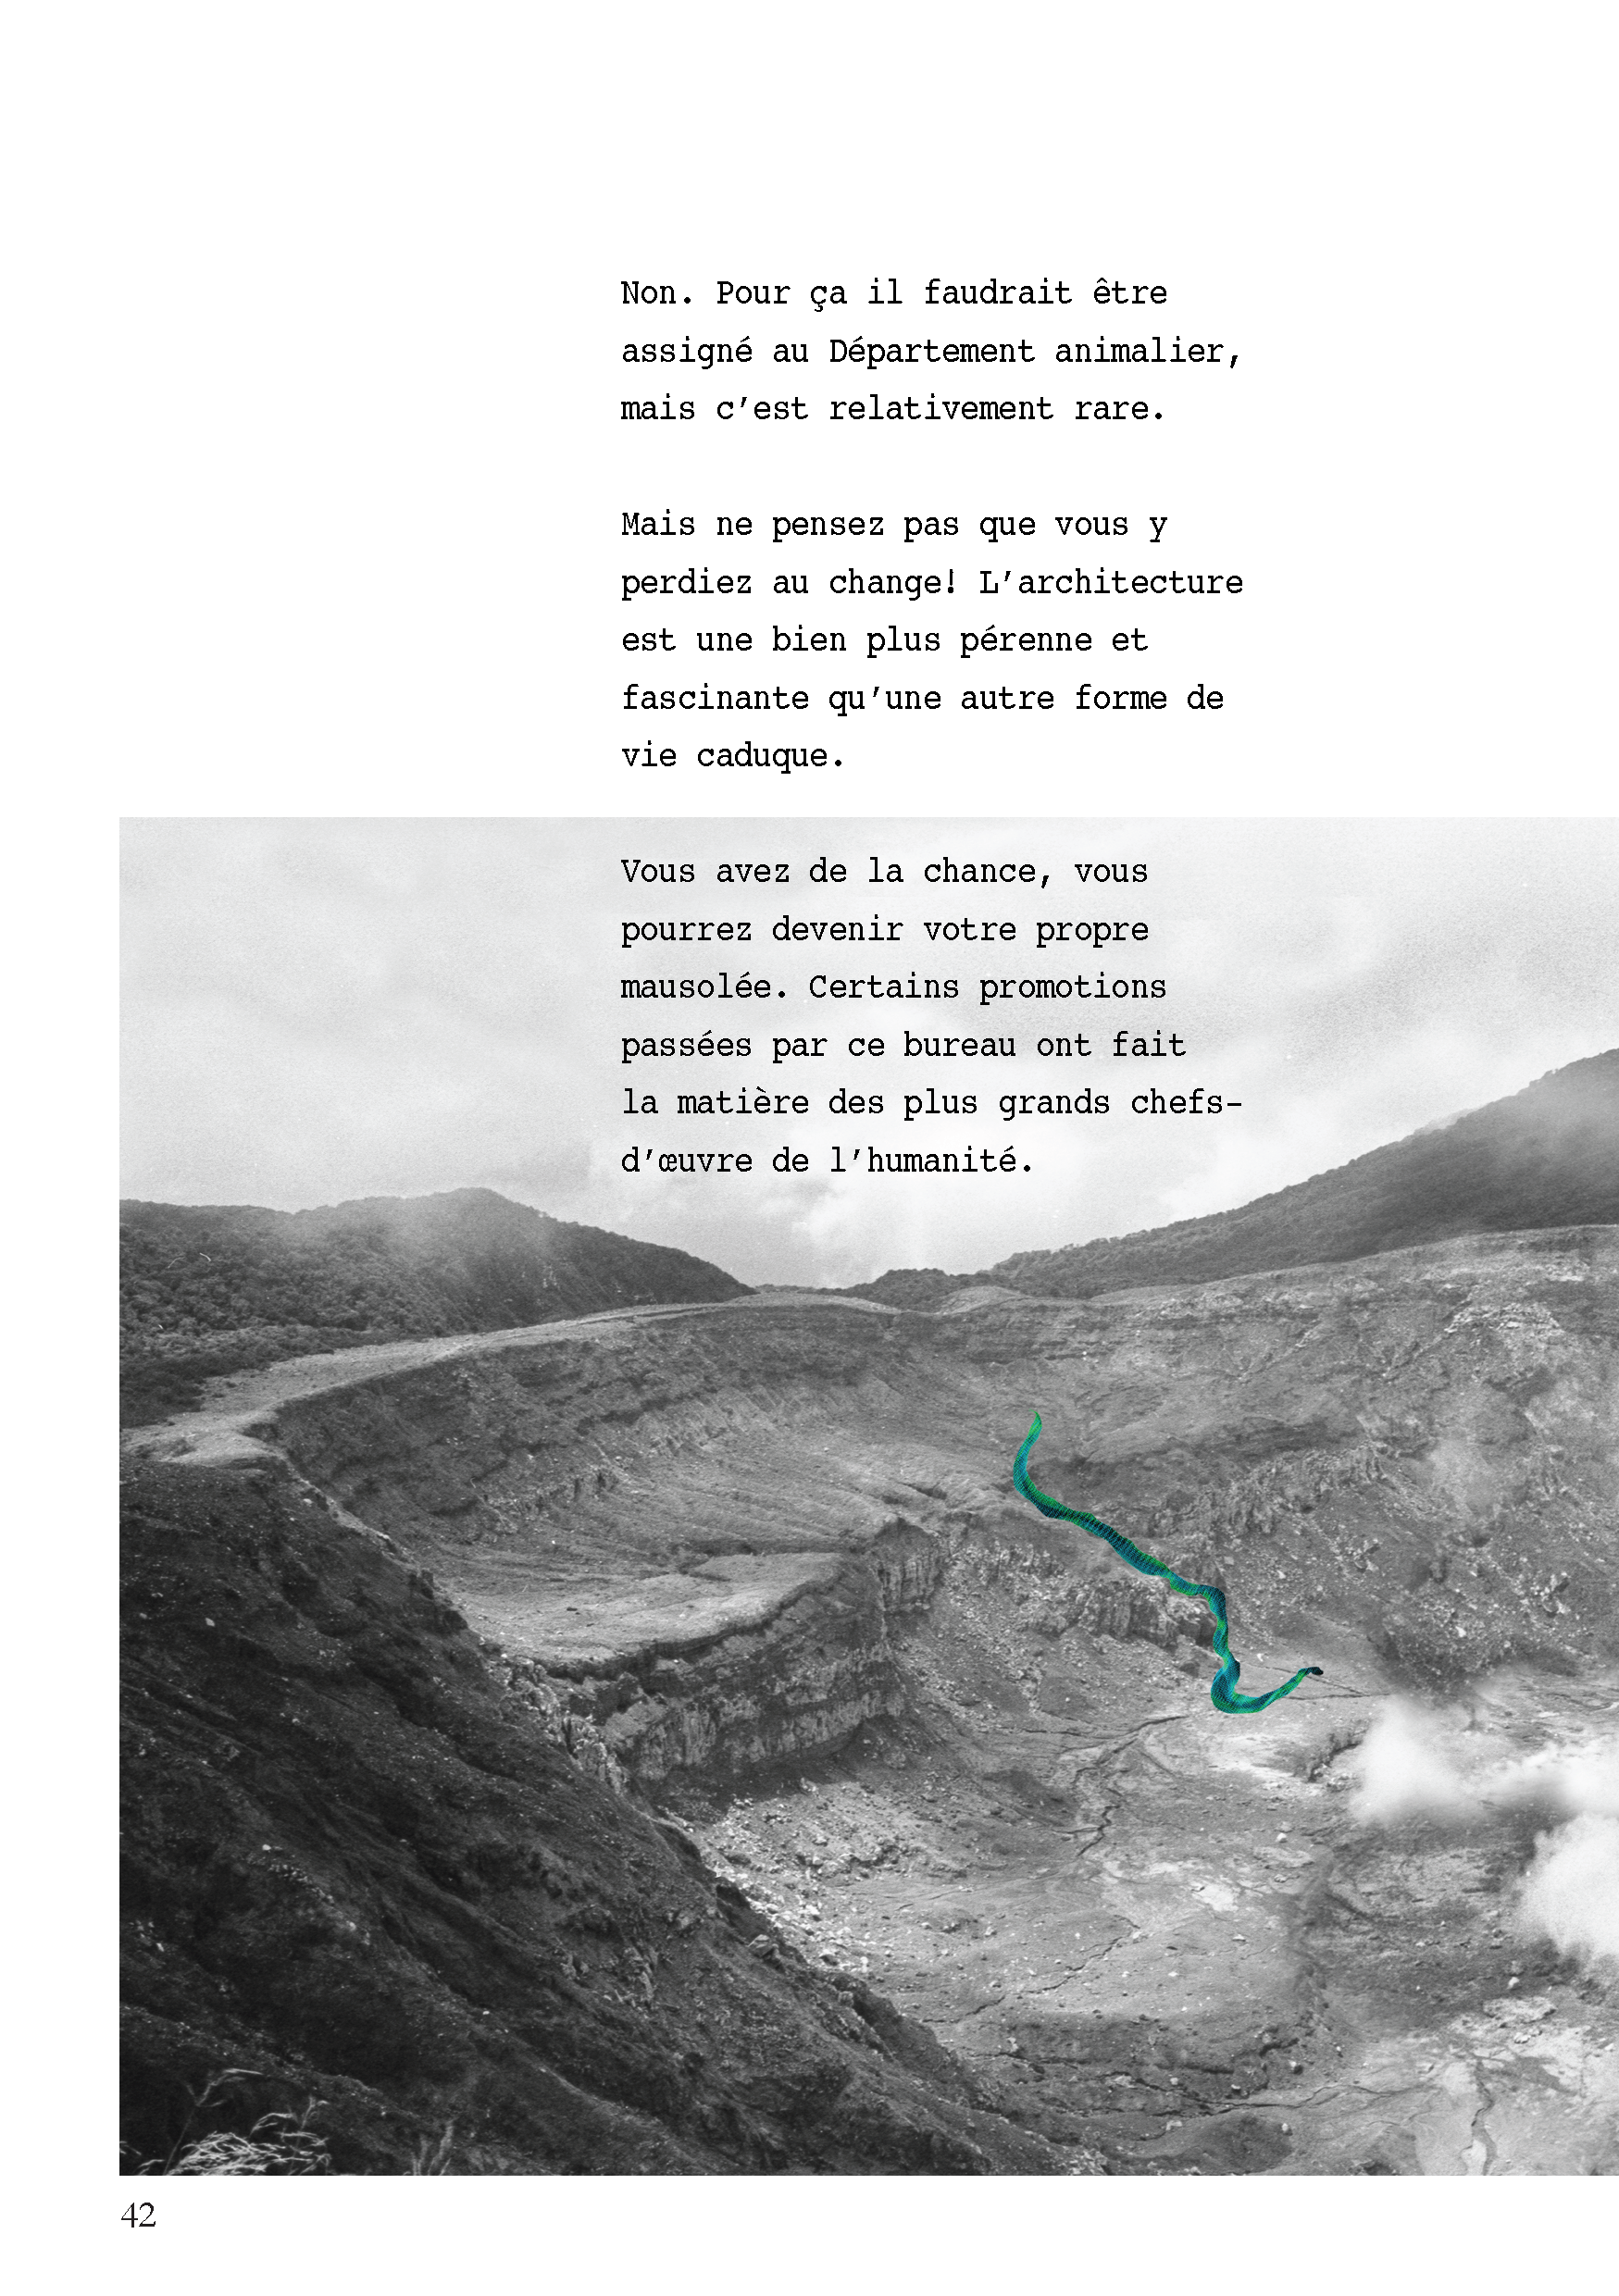 Non. Pour ça il faudrait être
assigné au Département animalier,
mais c’est relativement rare.
Mais ne pensez pas que vous y
perdiez au change! L’architecture
est une bien plus pérenne et
fascinante qu’une autre forme de
vie caduque.
Vous avez de la chance, vous
pourrez devenir votre propre
mausolée. Certains promotions
passées par ce bureau ont fait
la matière des plus grands chefs-
d’œuvre de l’humanité.
42